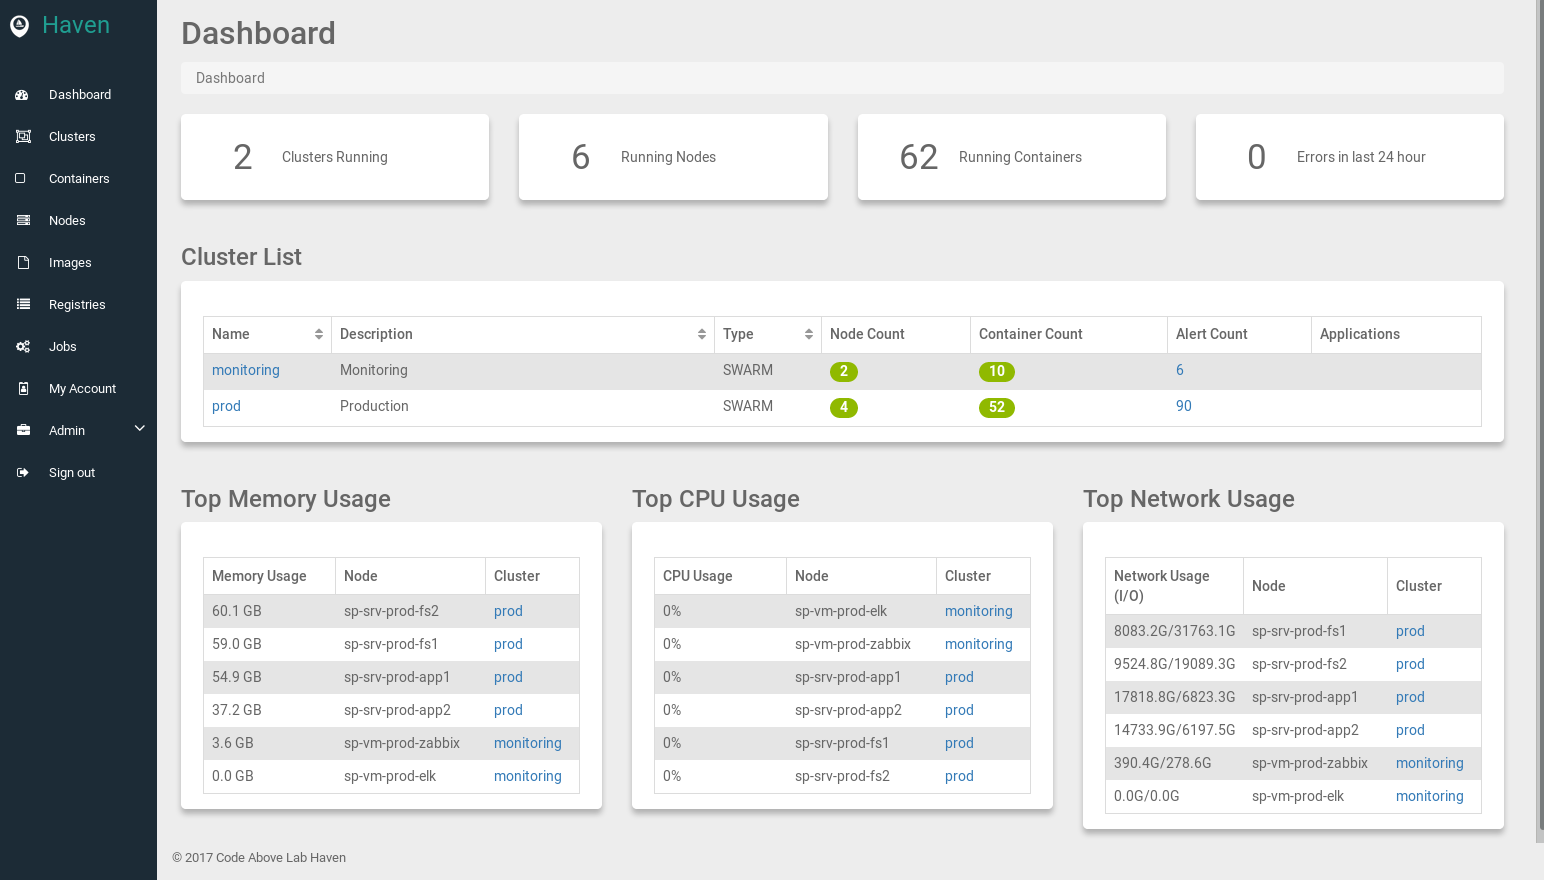 Haven
Dashboard
Clusters
Containers
Nodes
Images
Registries
Jobs
My Account
Admin
Sign out
Dashboard
Dashboard
2 Clusters Running
6 Running Nodes
62 Running Containers
0 Errors in last 24 hour
Cluster List
Name Description Type Node Count Container Count Alert Count Applications
monitoring Monitoring SWARM 2 10 6
prod Production SWARM 4 52 90
Top Memory Usage
Memory Usage Node Cluster
60.1 GB sp-srv-prod-fs2 prod
59.0 GB sp-srv-prod-fs1 prod
54.9 GB sp-srv-prod-app1 prod
37.2 GB sp-srv-prod-app2 prod
3.6 GB sp-vm-prod-zabbix monitoring
0.0 GB sp-vm-prod-elk monitoring
Top CPU Usage
CPU Usage Node Cluster
0% sp-vm-prod-elk monitoring
0% sp-vm-prod-zabbix monitoring
0% sp-srv-prod-app1 prod
0% sp-srv-prod-app2 prod
0% sp-srv-prod-fs1 prod
0% sp-srv-prod-fs2 prod
Top Network Usage
Network Usage
(I/O) Node Cluster
8083.2G/31763.1G sp-srv-prod-fs1 prod
9524.8G/19089.3G sp-srv-prod-fs2 prod
17818.8G/6823.3G sp-srv-prod-app1 prod
14733.9G/6197.5G sp-srv-prod-app2 prod
390.4G/278.6G sp-vm-prod-zabbix monitoring
0.0G/0.0G sp-vm-prod-elk monitoring
© 2017 Code Above Lab Haven